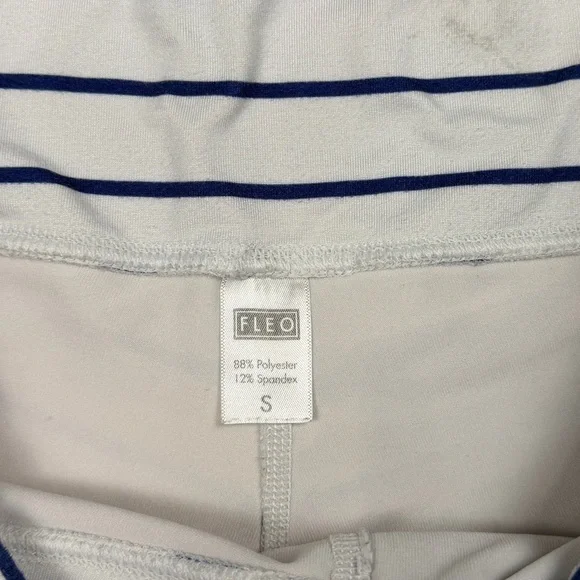 FLEO
88% Polyester
12% Spandex
S